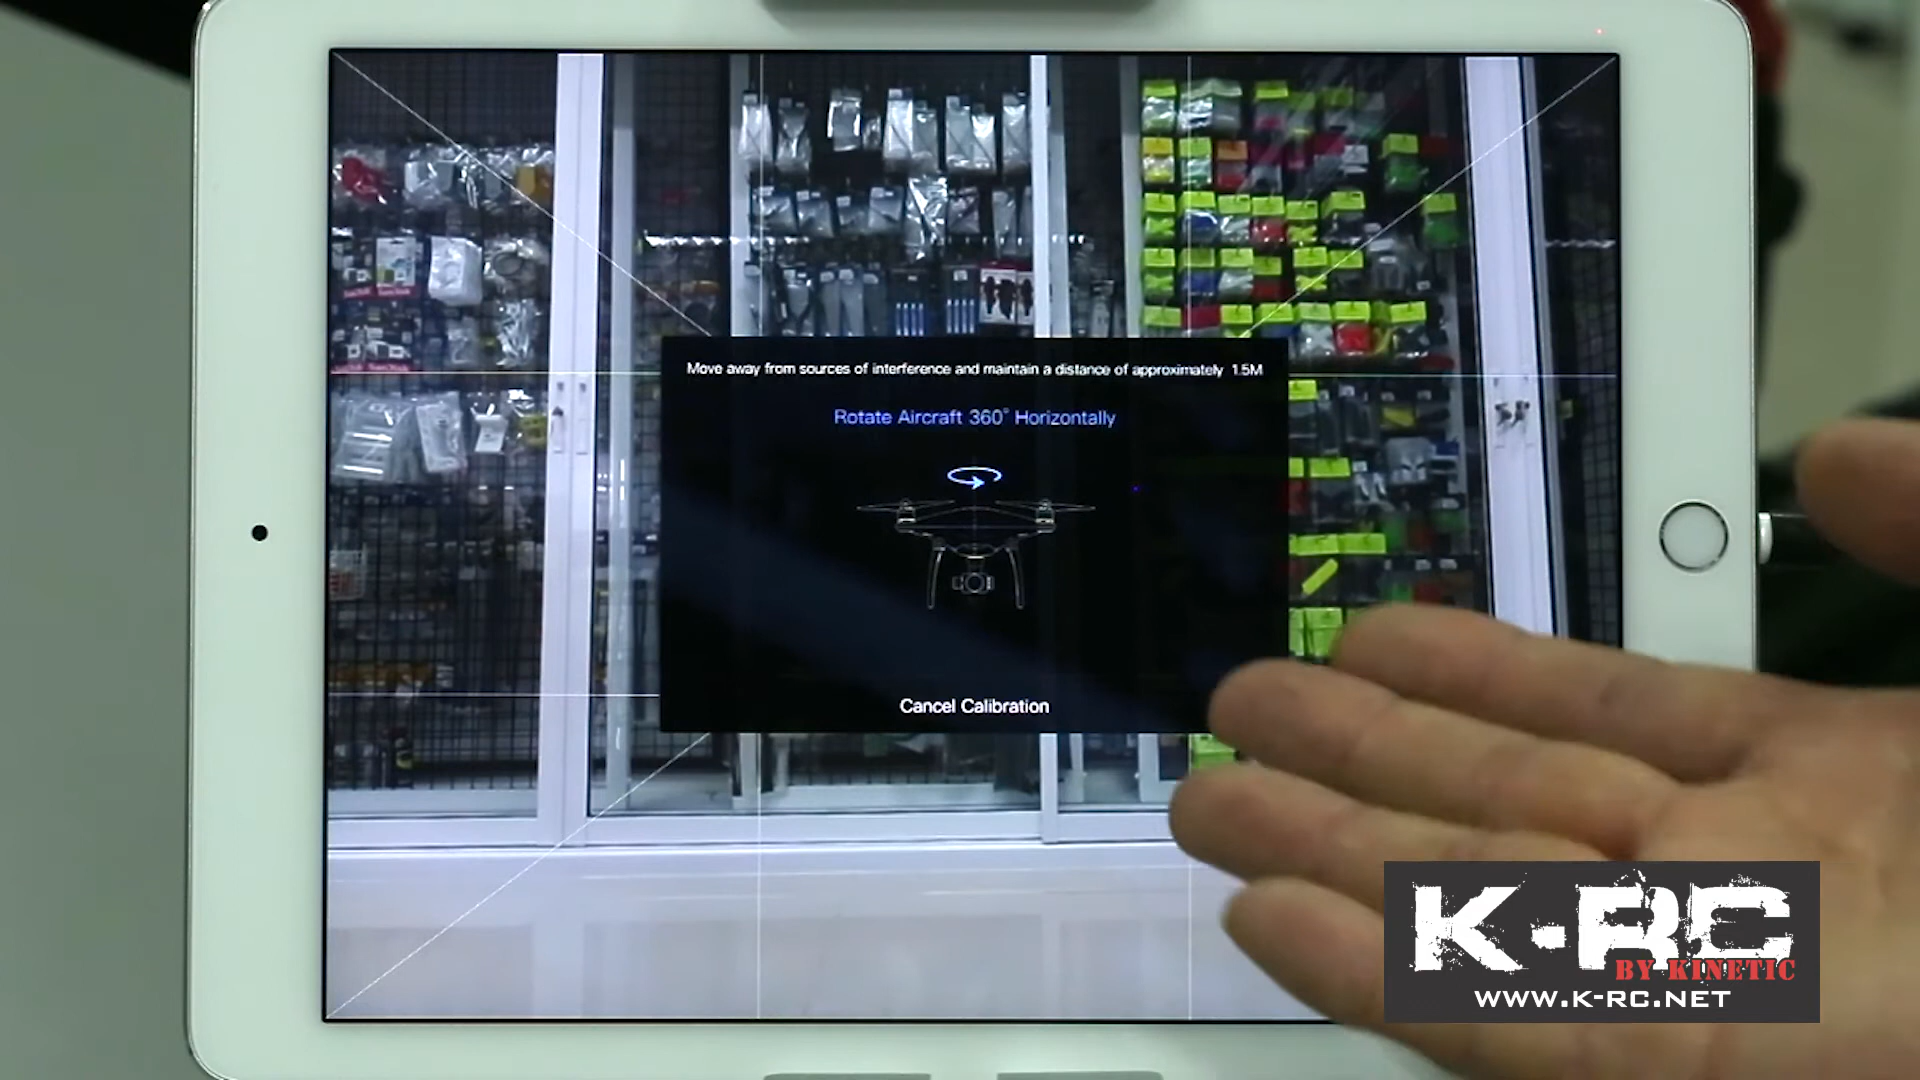 Move away from sources of interference and maintain a distance of approximately 1.5M
Rotate Aircraft 360° Horizontally
Cancel Calibration
K-RC
BY KINETIC
WWW.K-RC.NET